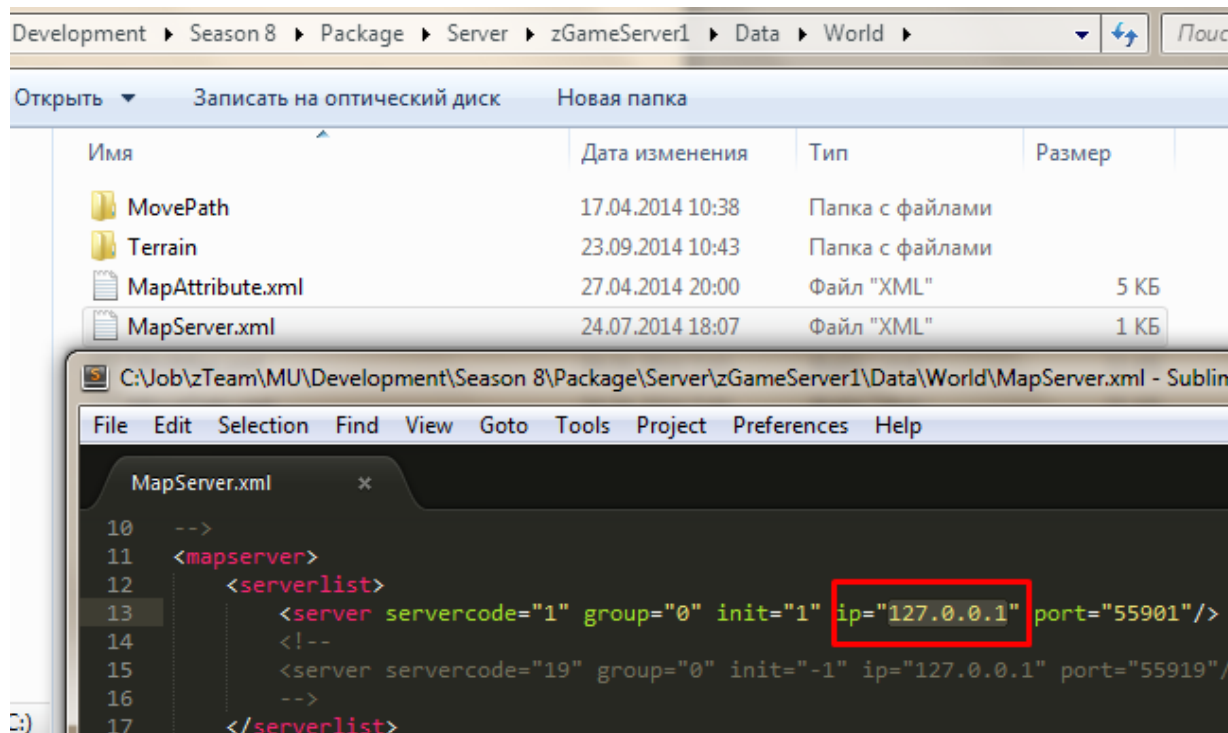 Development ▸ Season 8 ▸ Package ▸ Server ▸ zGameServer1 ▸ Data ▸ World ▸
Открыть Записать на оптический диск Новая папка
Имя Дата изменения Тип Размер
MovePath 17.04.2014 10:38 Папка с файлами
Terrain 23.09.2014 10:43 Папка с файлами
MapAttribute.xml 27.04.2014 20:00 Файл "XML" 5 КБ
MapServer.xml 24.07.2014 18:07 Файл "XML" 1 КБ
C:\Job\zTeam\MU\Development\Season 8\Package\Server\zGameServer1\Data\World\MapServer.xml - Sublim
File Edit Selection Find View Goto Tools Project Preferences Help
MapServer.xml ×
10 -->
11 <mapserver>
12 <serverlist>
13 <server servercode="1" group="0" init="1" ip="127.0.0.1" port="55901"/>
14 <!--
15 <server servercode="19" group="0" init="-1" ip="127.0.0.1" port="55919"/
16 -->
17 </serverlist>
C:)